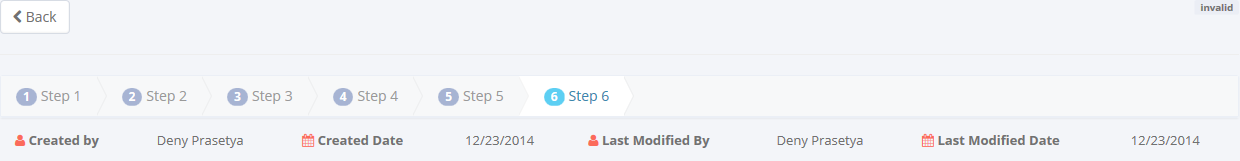 Back
invalid
1 Step 1 2 Step 2 3 Step 3 4 Step 4 5 Step 5 6 Step 6
Created by Deny Prasetya Created Date 12/23/2014 Last Modified By Deny Prasetya Last Modified Date 12/23/2014